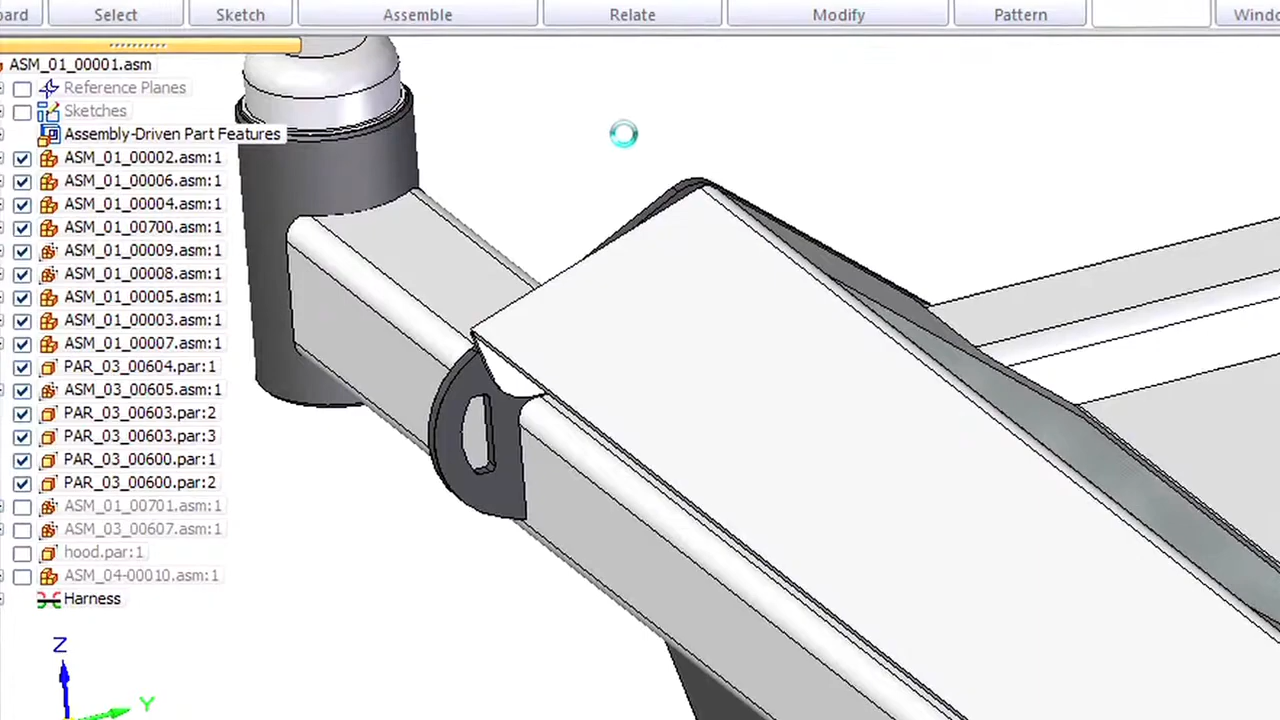 Select Sketch Assemble Relate Modify Pattern
ASM_01_00001.asm
Reference Planes
Sketches
Assembly-Driven Part Features
ASM_01_00002.asm:1
ASM_01_00006.asm:1
ASM_01_00004.asm:1
ASM_01_00700.asm:1
ASM_01_00009.asm:1
ASM_01_00008.asm:1
ASM_01_00005.asm:1
ASM_01_00003.asm:1
ASM_01_00007.asm:1
PAR_03_00604.par:1
ASM_03_00605.asm:1
PAR_03_00603.par:2
PAR_03_00603.par:3
PAR_03_00600.par:1
PAR_03_00600.par:2
ASM_01_00701.asm:1
ASM_03_00607.asm:1
hood.par:1
ASM_04-00010.asm:1
Harness
Z
Y